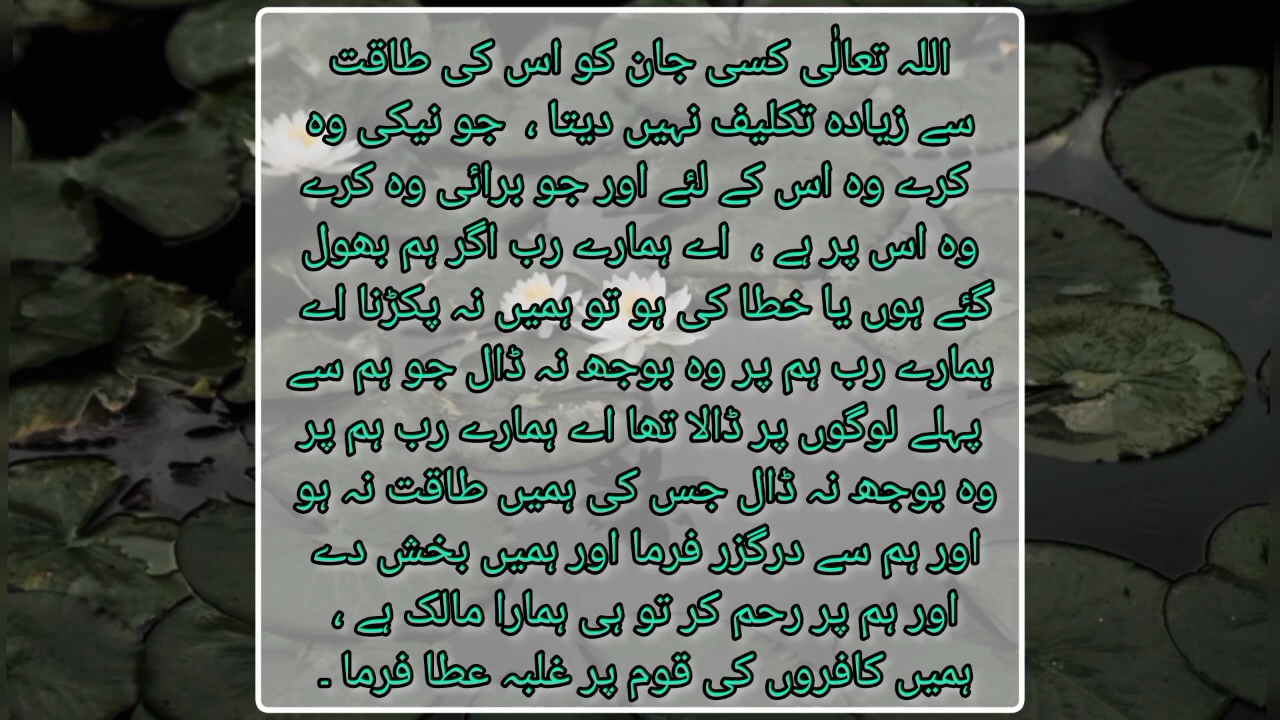 اللہ تعالٰی کسی جان کو اس کی طاقت
سے زیادہ تکلیف نہیں دیتا ، جو نیکی وہ
کرے وہ اس کے لئے اور جو برائی وہ کرے
وہ اس پر ہے ، اے ہمارے رب اگر ہم بھول
گئے ہوں یا خطا کی ہو تو ہمیں نہ پکڑنا اے
ہمارے رب ہم پر وہ بوجھ نہ ڈال جو ہم سے
پہلے لوگوں پر ڈالا تھا اے ہمارے رب ہم پر
وہ بوجھ نہ ڈال جس کی ہمیں طاقت نہ ہو
اور ہم سے درگزر فرما اور ہمیں بخش دے
اور ہم پر رحم کر تو ہی ہمارا مالک ہے ،
ہمیں کافروں کی قوم پر غلبہ عطا فرما ۔